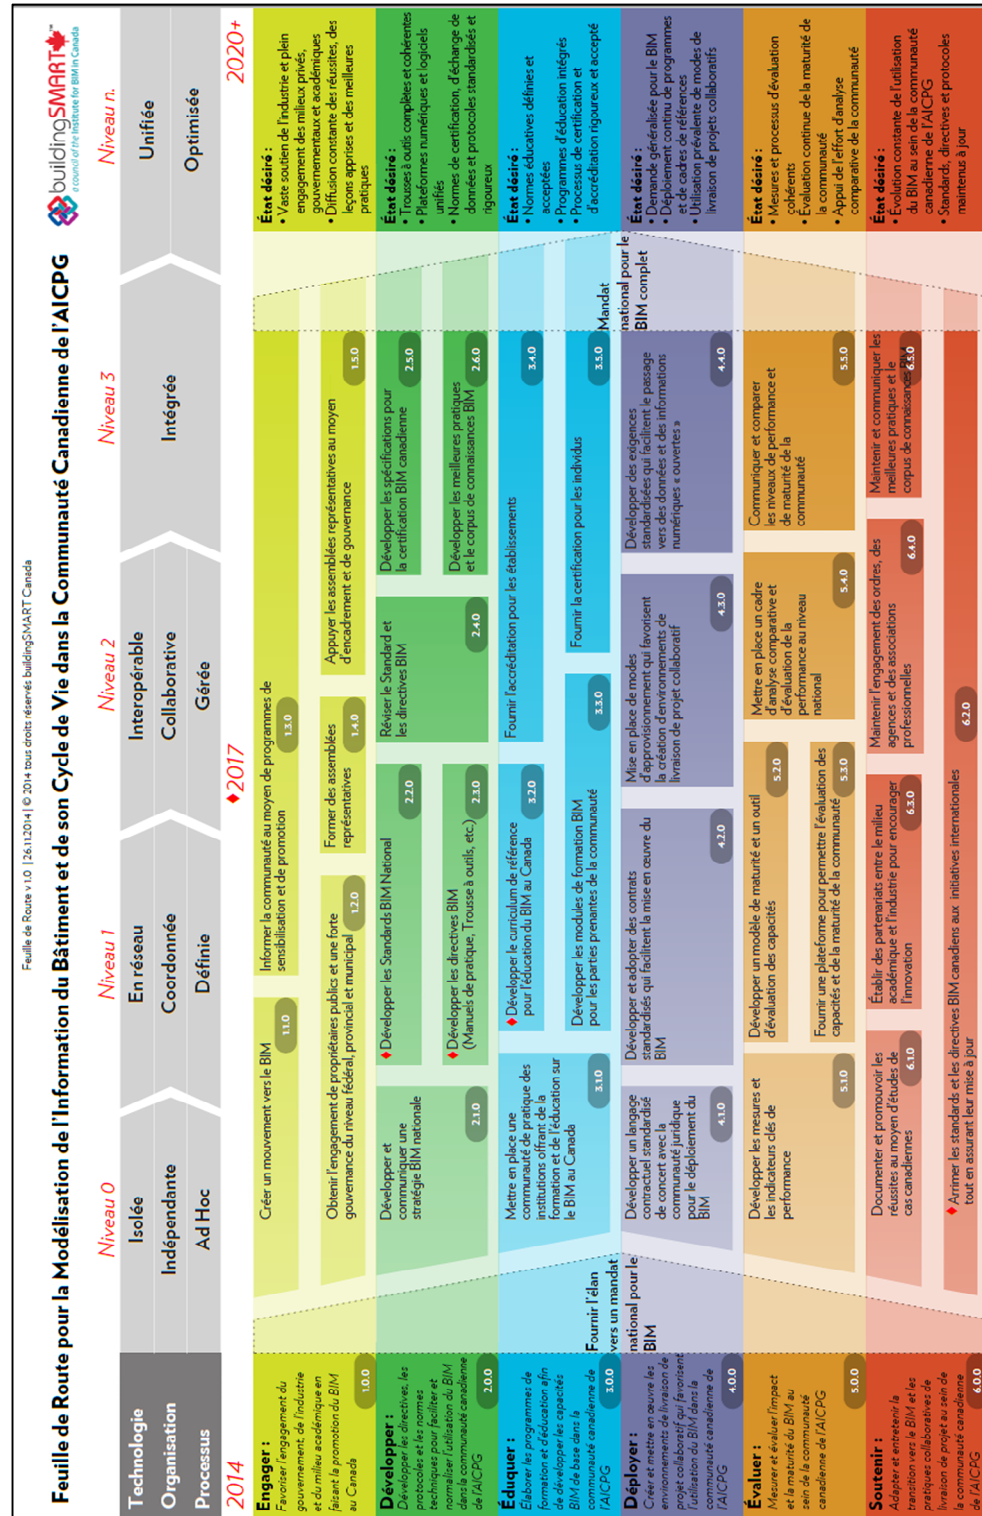 Feuille de Route v 1.0 | 26.11.2014 | © 2014 tous droits réservés buildingSMART Canada
Feuille de Route pour la Modélisation de l'Information du Bâtiment et de son Cycle de Vie dans la Communauté Canadienne de l'AICPG
buildingSMART
a council of the Institute for BIM in Canada
Niveau 0
Niveau 1
Niveau 2
Niveau 3
Niveau n.
Technologie
Isolée
En réseau
Interopérable
Intégrée
Unifiée
Organisation
Indépendante
Coordonnée
Collaborative
Optimisée
Processus
Ad Hoc
Définie
Gérée
2014
♦2017
2020+
Engager :
Favoriser l'engagement du
gouvernement, de l'industrie
et du milieu académique en
faisant la promotion du BIM
au Canada
1.0.0
Créer un mouvement vers le BIM
1.1.0
Informer la communauté au moyen de programmes de
sensibilisation et de promotion
1.3.0
Obtenir l'engagement de propriétaires publics et une forte
gouvernance du niveau fédéral, provincial et municipal
1.2.0
Former des assemblées
représentatives
1.4.0
Appuyer les assemblées représentatives au moyen
d'encadrement et de gouvernance
1.5.0
État désiré :
• Vaste soutien de l'industrie et plein
engagement des milieux privés,
gouvernementaux et académiques
• Diffusion constante des réussites, des
leçons apprises et des meilleures
pratiques
Développer :
Développer les directives, les
protocoles et les normes
techniques pour faciliter et
normaliser l'utilisation du BIM
dans la communauté canadienne
de l'AICPG
2.0.0
Développer et
communiquer une
stratégie BIM nationale
2.1.0
♦ Développer les Standards BIM National
2.2.0
♦ Développer les directives BIM
(Manuels de pratique, Trousse à outils, etc.)
2.3.0
Réviser le Standard et
les directives BIM
2.4.0
Développer les spécifications pour
la certification BIM canadienne
2.5.0
Développer les meilleures pratiques
et le corpus de connaissances BIM
2.6.0
État désiré :
• Trousses à outils complètes et cohérentes
• Plateformes numériques et logiciels
unifiés
• Normes de certification, d'échange de
données et protocoles standardisés et
rigoureux
Éduquer :
Élaborer les programmes de
formation et d'éducation afin
de développer les capacités
BIM de base dans la
communauté canadienne de
l'AICPG
3.0.0
Mettre en place une
communauté de pratique des
institutions offrant de la
formation et de l'éducation sur
le BIM au Canada
3.1.0
♦ Développer le curriculum de référence
pour l'éducation du BIM au Canada
3.2.0
Développer les modules de formation BIM
pour les parties prenantes de la communauté
3.3.0
Fournir l'accréditation pour les établissements
3.4.0
Fournir la certification pour les individus
3.5.0
État désiré :
• Normes éducatives définies et
acceptées
• Programmes d'éducation intégrés
• Processus de certification et
d'accréditation rigoureux et accepté
Fournir l'élan
vers un mandat
national pour le
BIM
Mandat
national pour le
BIM complet
Déployer :
Créer et mettre en œuvre les
environnements de livraison de
projet collaboratif qui favorisent
l'utilisation du BIM dans la
communauté canadienne de
l'AICPG
4.0.0
Développer un langage
contractuel standardisé
de concert avec la
communauté juridique
pour le déploiement du
BIM
4.1.0
Développer et adopter des contrats
standardisés qui facilitent la mise en œuvre du
BIM
4.2.0
Mise en place de modes
d'approvisionnement qui favorisent
la création d'environnements de
livraison de projet collaboratif
4.3.0
Développer des exigences
standardisées qui facilitent le passage
vers des données et des informations
numériques « ouvertes »
4.4.0
État désiré :
• Demande généralisée pour le BIM
• Déploiement continu de programmes
et de cadres de références
• Utilisation prévalente de modes de
livraison de projets collaboratifs
Évaluer :
Mesurer et évaluer l'impact
et la maturité du BIM au
sein de la communauté
canadienne de l'AICPG
5.0.0
Développer les mesures et
les indicateurs clés de
performance
5.1.0
Développer un modèle de maturité et un outil
d'évaluation des capacités
5.2.0
Fournir une plateforme pour permettre l'évaluation des
capacités et de la maturité de la communauté
5.3.0
Mettre en place un cadre
d'analyse comparative et
d'évaluation de la
performance au niveau
national
5.4.0
Communiquer et comparer
les niveaux de performance et
de maturité de la
communauté
5.5.0
État désiré :
• Mesures et processus d'évaluation
cohérents
• Évaluation continue de la maturité de
la communauté
• Appui de l'effort d'analyse
comparative de la communauté
Soutenir :
Adapter et entretenir la
transition vers le BIM et les
pratiques collaboratives de
livraison de projet au sein de
la communauté canadienne
de l'AICPG
6.0.0
Documenter et promouvoir les
réussites au moyen d'études de
cas canadiennes
6.1.0
Établir des partenariats entre le milieu
académique et l'industrie pour encourager
l'innovation
6.3.0
Maintenir l'engagement des ordres, des
agences et des associations
professionnelles
6.4.0
Maintenir et communiquer les
meilleures pratiques et le
corpus de connaissances BIM
6.5.0
♦ Arrimer les standards et les directives BIM canadiens aux initiatives internationales
tout en assurant leur mise à jour
6.2.0
État désiré :
• Évolution constante de l'utilisation
du BIM au sein de la communauté
canadienne de l'AICPG
• Standards, directives et protocoles
maintenus à jour